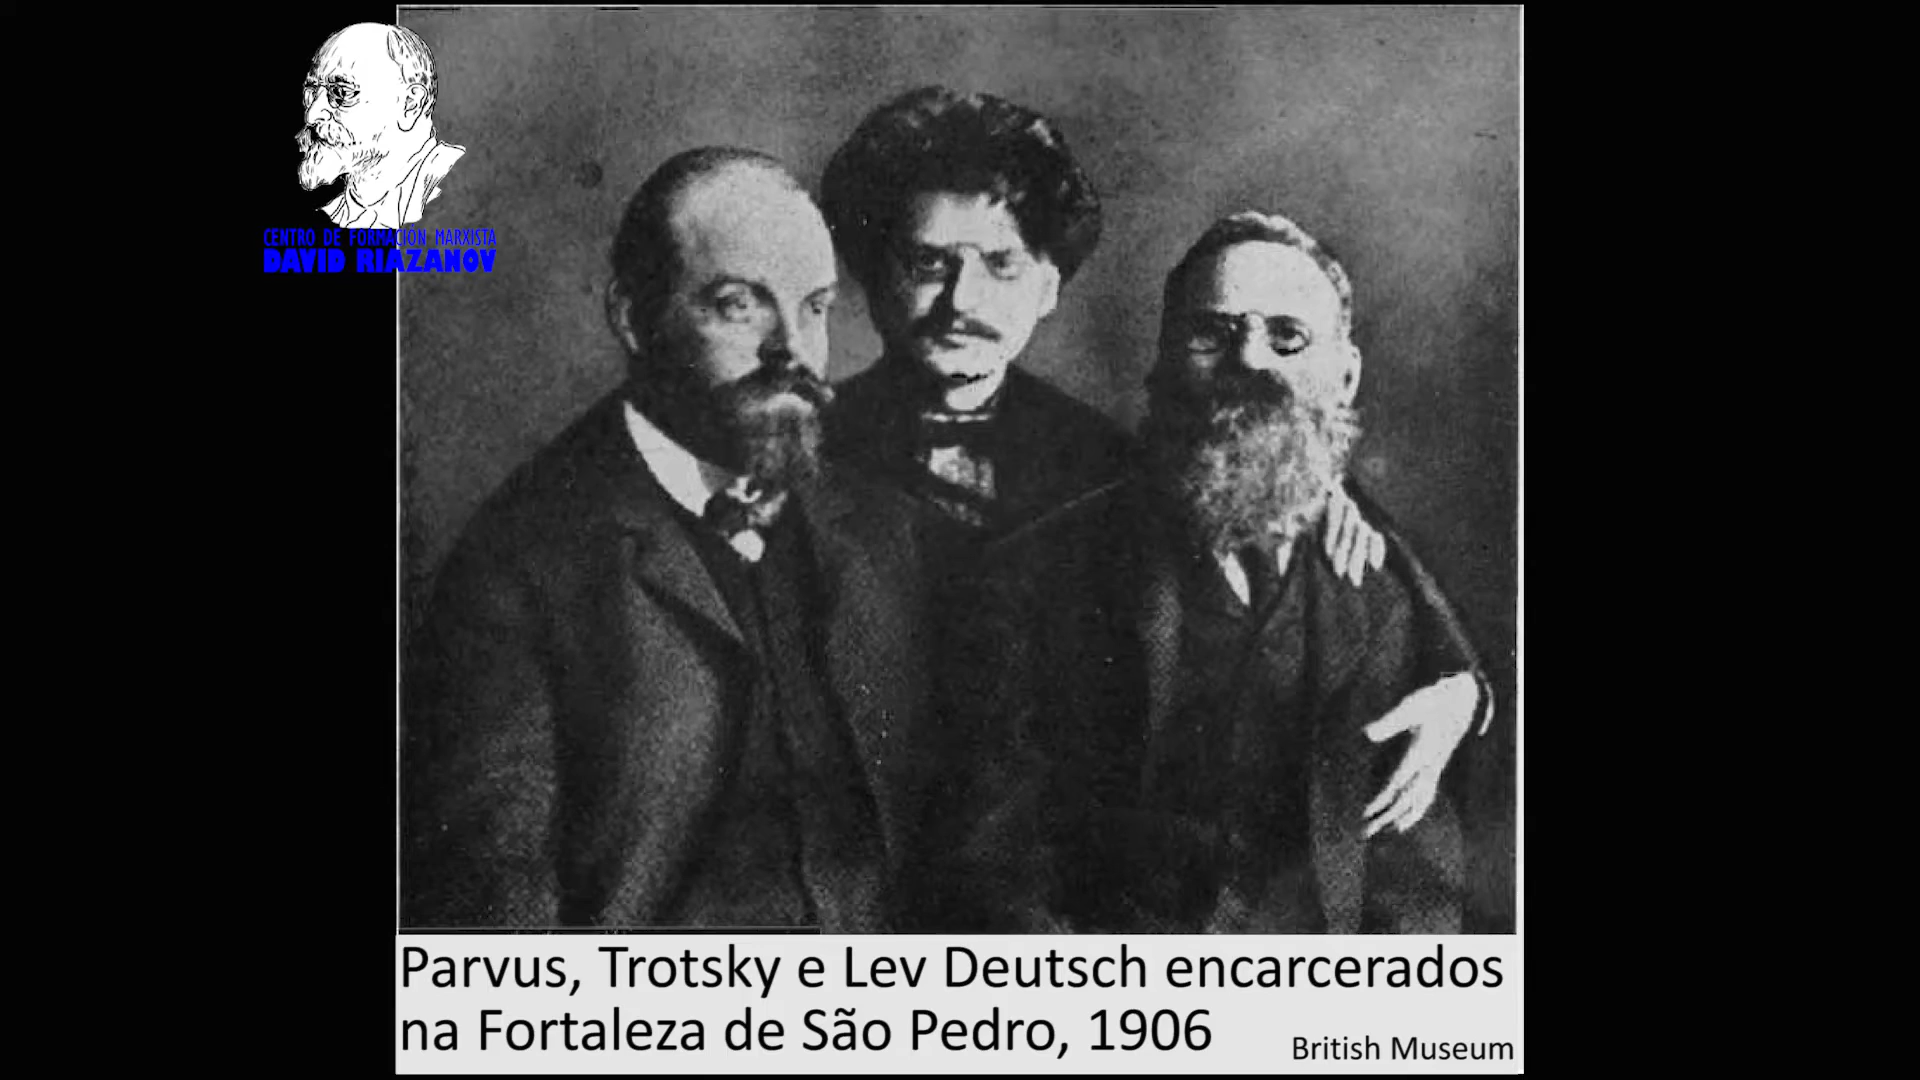 CENTRO DE FORMACIÓN MARXISTA
DAVID RIAZANOV
Parvus, Trotsky e Lev Deutsch encarcerados
na Fortaleza de São Pedro, 1906
British Museum